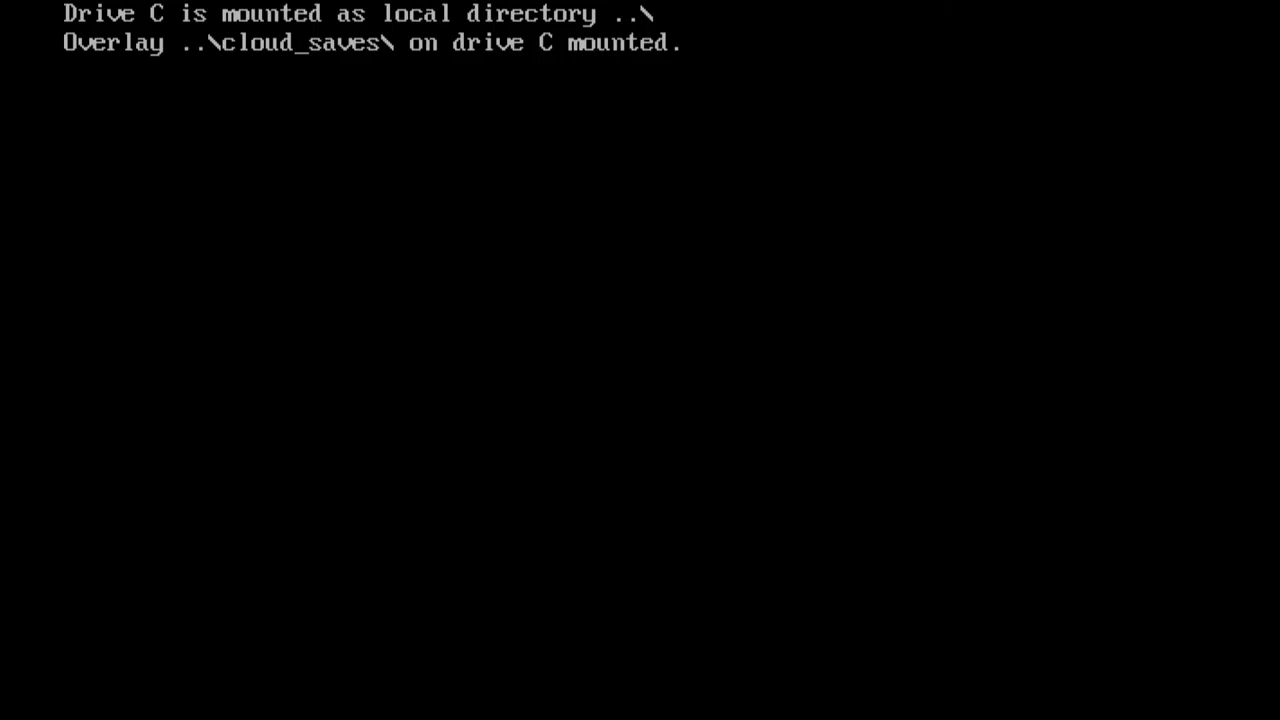 Drive C is mounted as local directory ..\
Overlay ..\cloud_saves\ on drive C mounted.